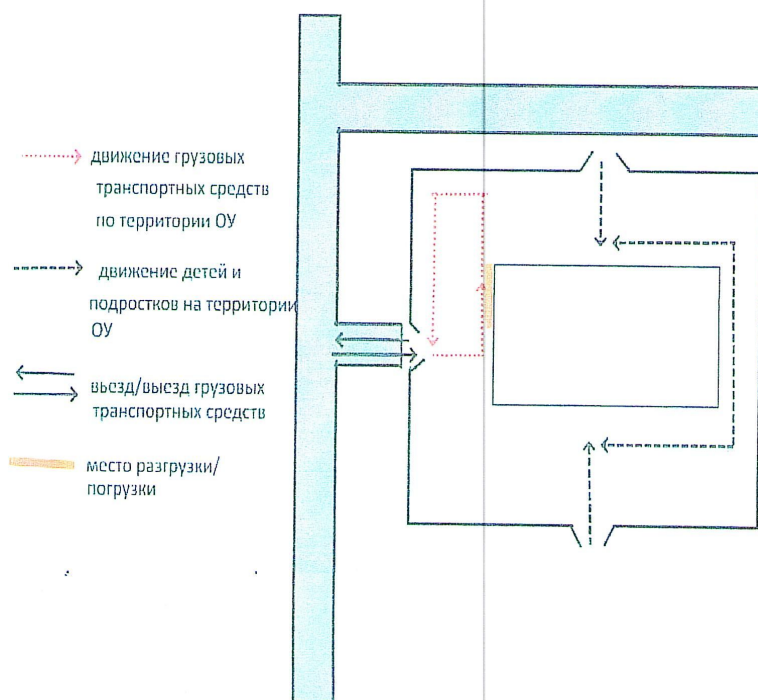 движение грузовых
транспортных средств
по территории ОУ
движение детей и
подростков на территории
ОУ
въезд/выезд грузовых
транспортных средств
место разгрузки/
погрузки